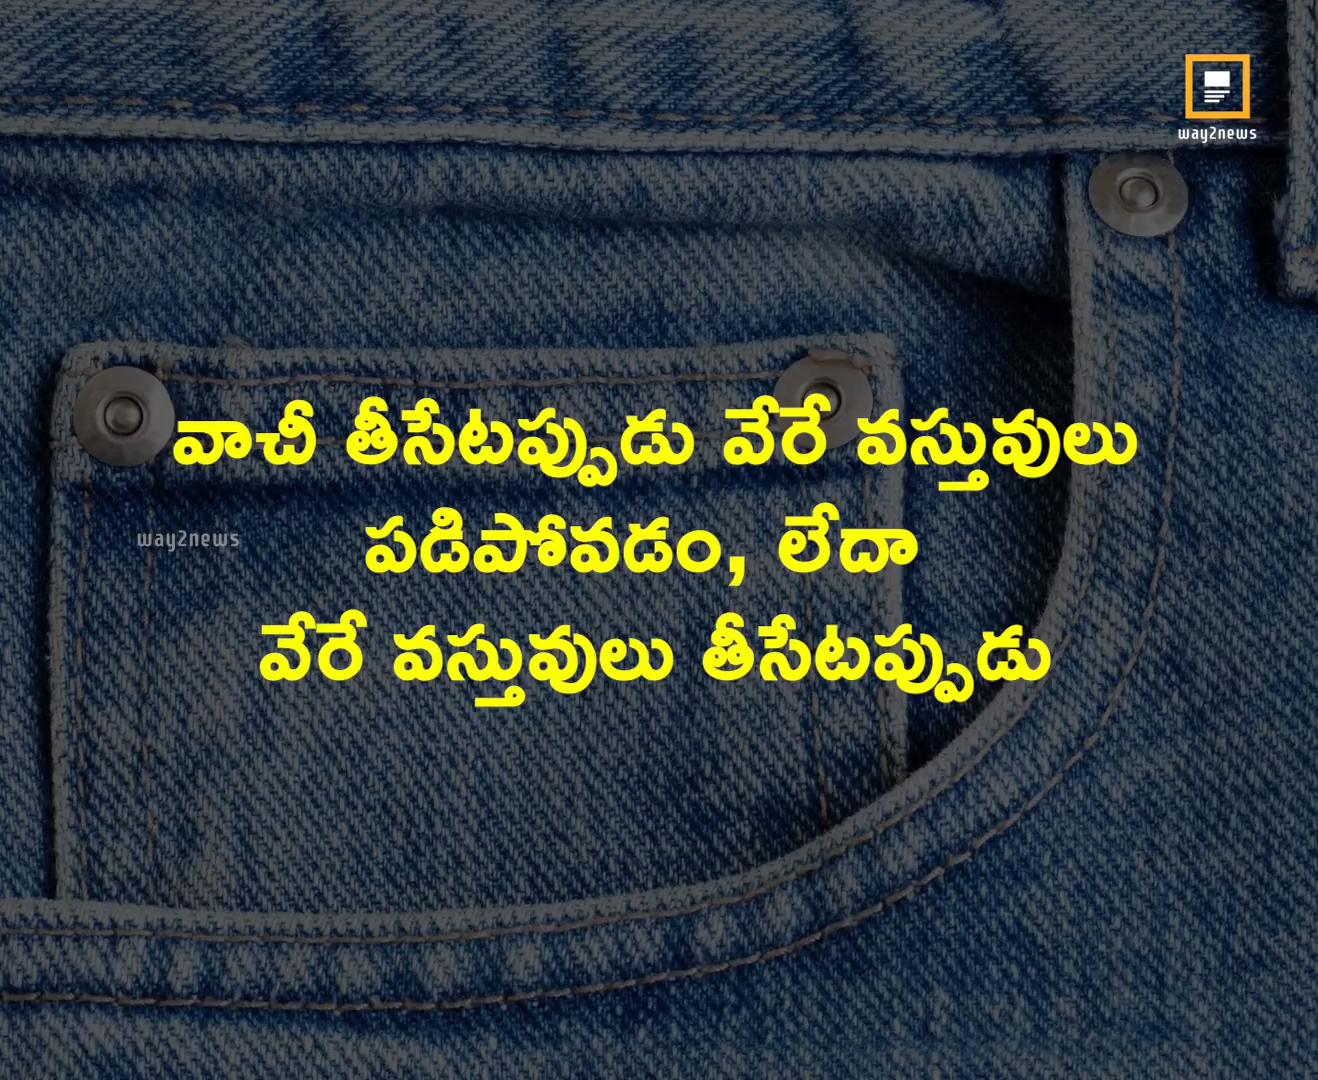 way2news
వాచీ తీసేటప్పుడు వేరే వస్తువులు
పడిపోవడం, లేదా
way2news
వేరే వస్తువులు తీసేటప్పుడు